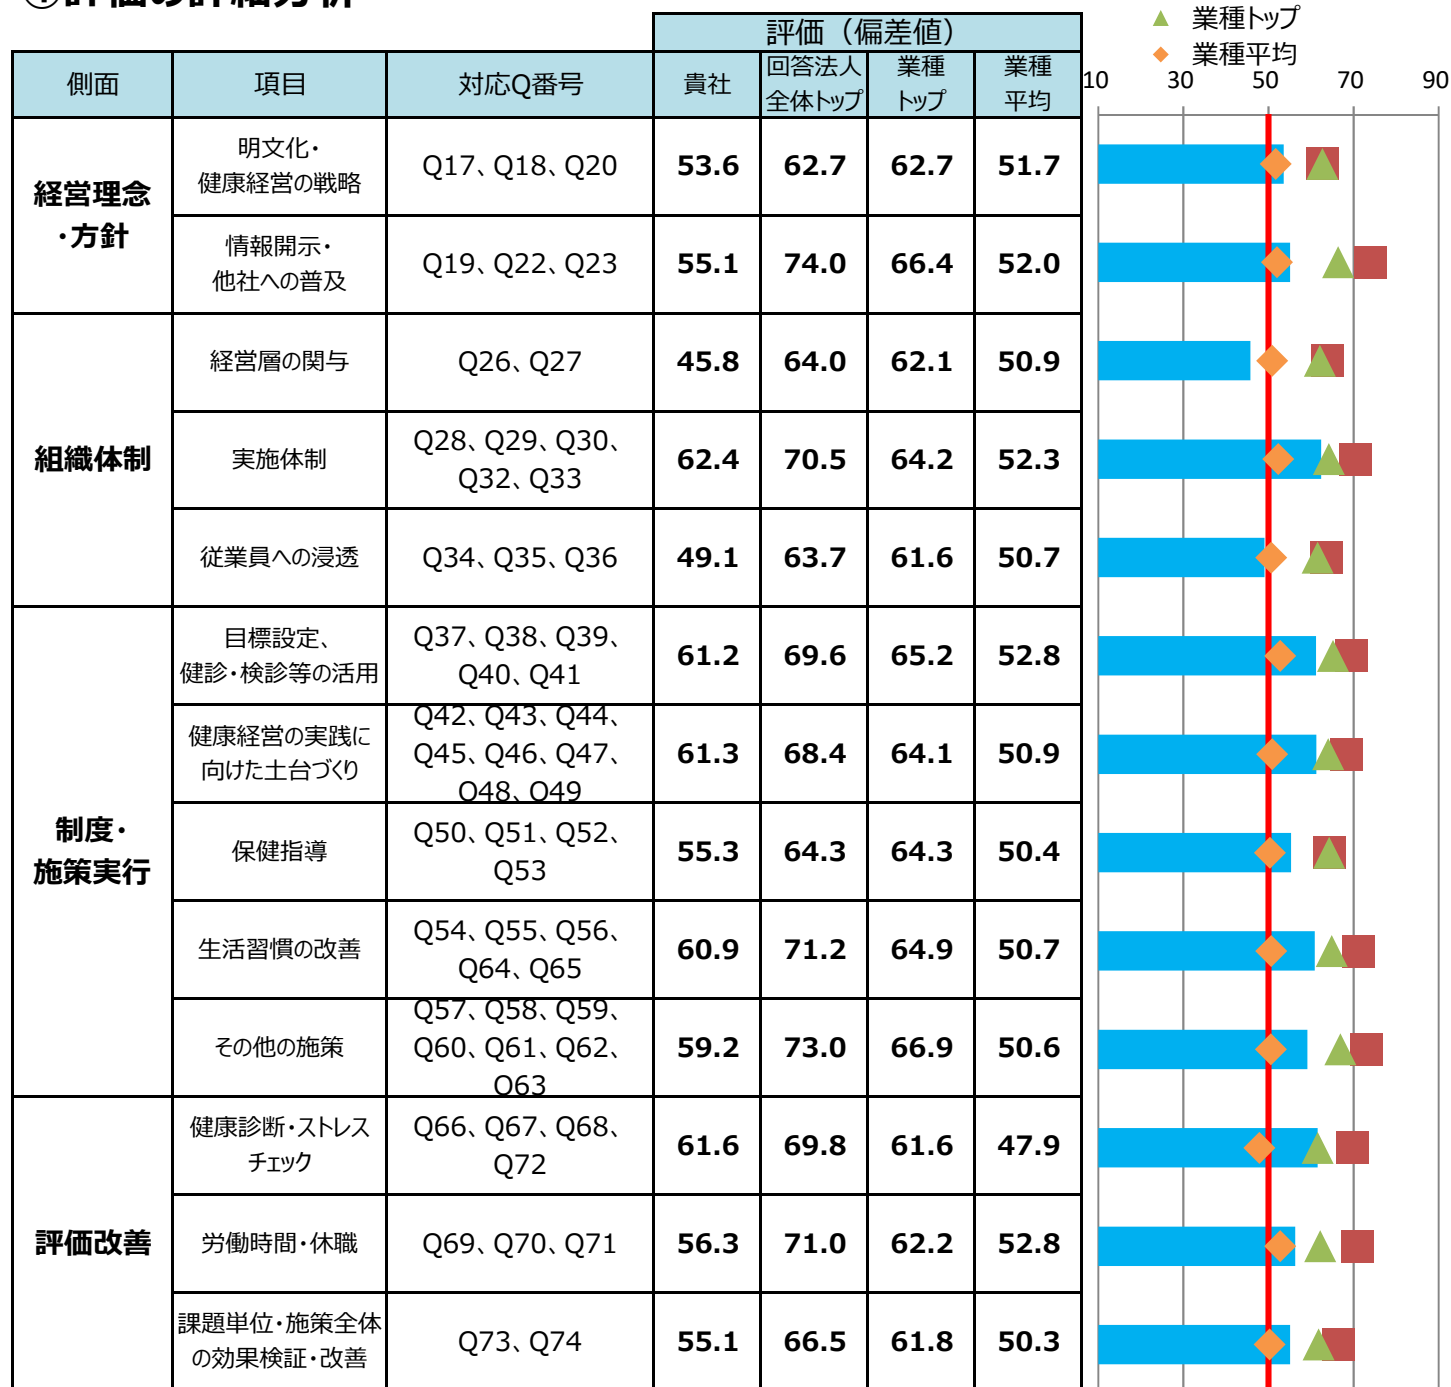 ①評価の詳細分析
▲ 業種トップ
◆ 業種平均
評価（偏差値）
側面 項目 対応Q番号 貴社 回答法人 業種 業種
全体トップ トップ 平均
10 30 50 70 90
経営理念
・方針
明文化・
健康経営の戦略
Q17、Q18、Q20 53.6 62.7 62.7 51.7
情報開示・
他社への普及
Q19、Q22、Q23 55.1 74.0 66.4 52.0
組織体制
経営層の関与 Q26、Q27 45.8 64.0 62.1 50.9
実施体制
Q28、Q29、Q30、
Q32、Q33
62.4 70.5 64.2 52.3
従業員への浸透 Q34、Q35、Q36 49.1 63.7 61.6 50.7
制度・
施策実行
目標設定、
健診・検診等の活用
Q37、Q38、Q39、
Q40、Q41
61.2 69.6 65.2 52.8
健康経営の実践に
向けた土台づくり
Q42、Q43、Q44、
Q45、Q46、Q47、
Q48、Q49
61.3 68.4 64.1 50.9
保健指導
Q50、Q51、Q52、
Q53
55.3 64.3 64.3 50.4
生活習慣の改善
Q54、Q55、Q56、
Q64、Q65
60.9 71.2 64.9 50.7
その他の施策
Q57、Q58、Q59、
Q60、Q61、Q62、
Q63
59.2 73.0 66.9 50.6
評価改善
健康診断・ストレス
チェック
Q66、Q67、Q68、
Q72
61.6 69.8 61.6 47.9
労働時間・休職 Q69、Q70、Q71 56.3 71.0 62.2 52.8
課題単位・施策全体
の効果検証・改善
Q73、Q74 55.1 66.5 61.8 50.3